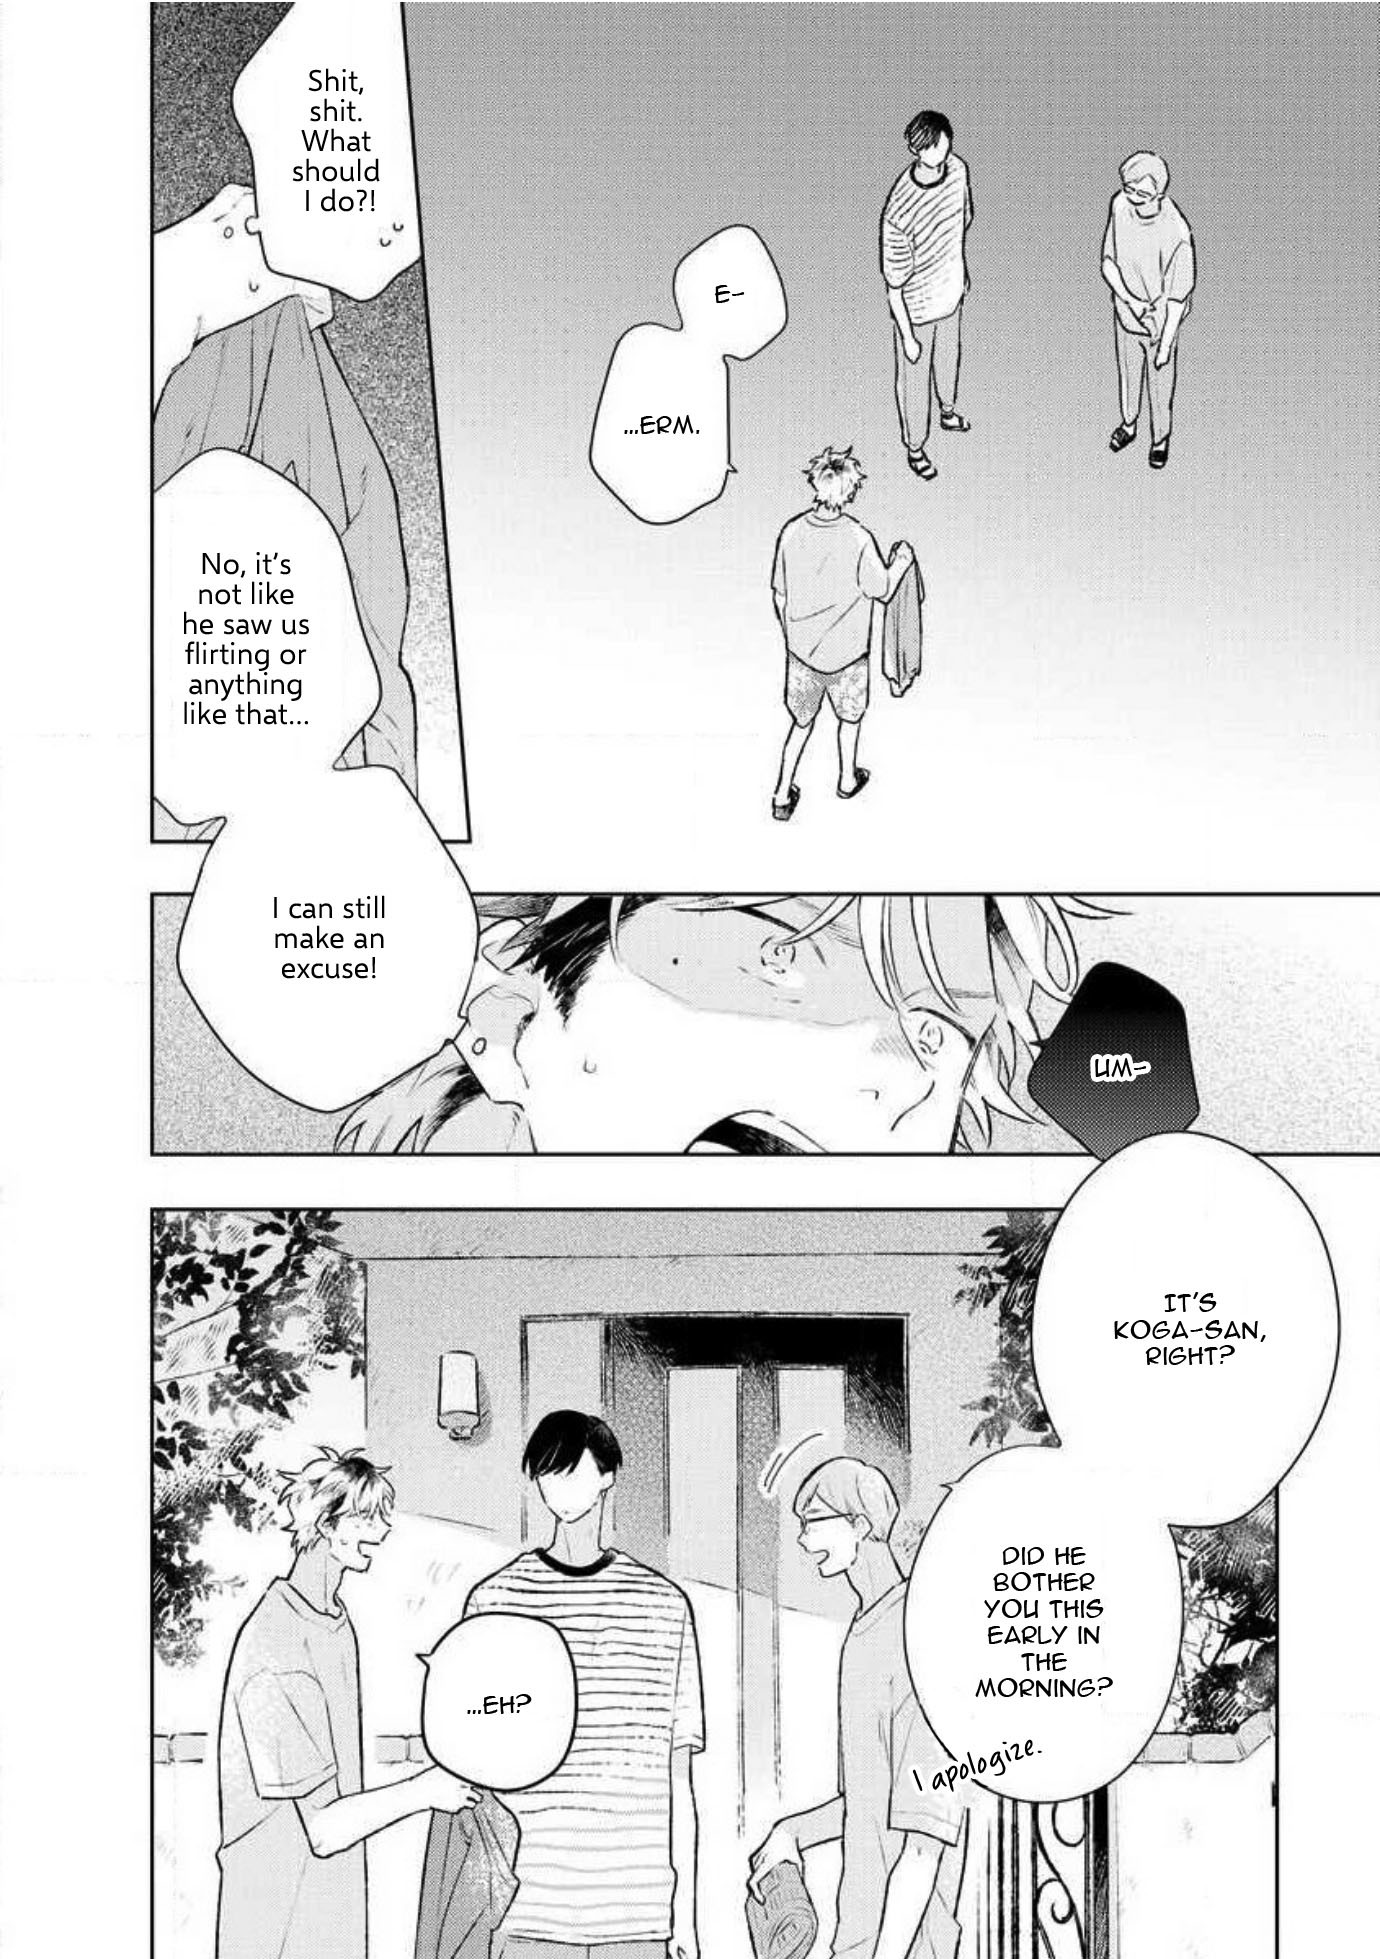 E-
...ERM.
Shit,
shit.
What
should
I do?!
No, it's
not like
he saw us
flirting or
anything
like that...
I can still
make an
excuse!
UM-
IT'S
KOGA-SAN,
RIGHT?
DID HE
BOTHER
YOU THIS
EARLY IN
THE
MORNING?
I apologize.
...EH?